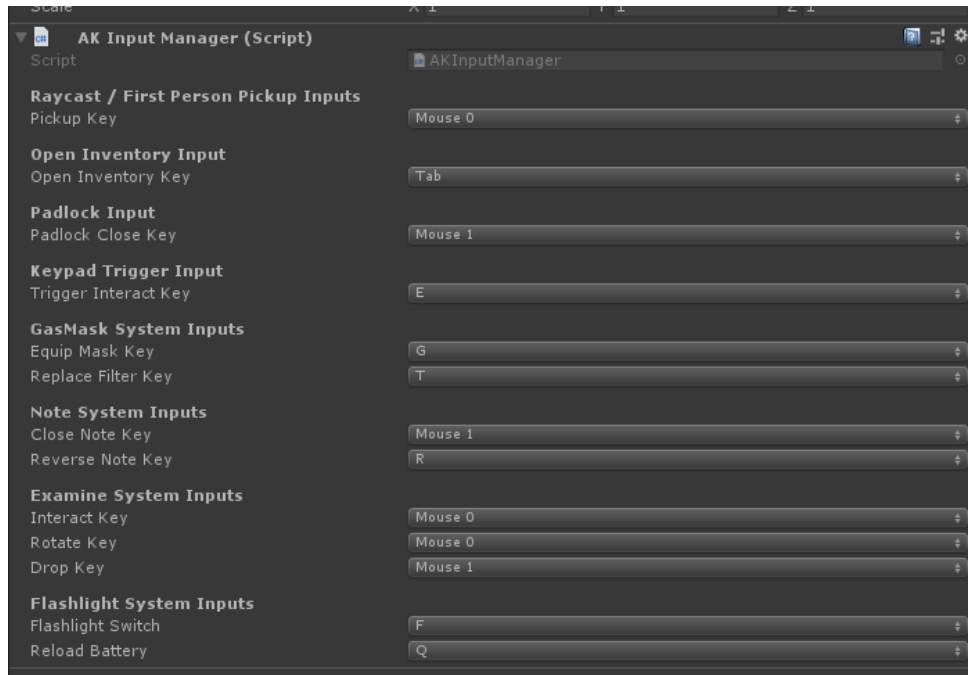 Scale X 1 Y 1 Z 1
AK Input Manager (Script)
Script AKInputManager
Raycast / First Person Pickup Inputs
Pickup Key Mouse 0
Open Inventory Input
Open Inventory Key Tab
Padlock Input
Padlock Close Key Mouse 1
Keypad Trigger Input
Trigger Interact Key E
GasMask System Inputs
Equip Mask Key G
Replace Filter Key T
Note System Inputs
Close Note Key Mouse 1
Reverse Note Key R
Examine System Inputs
Interact Key Mouse 0
Rotate Key Mouse 0
Drop Key Mouse 1
Flashlight System Inputs
Flashlight Switch F
Reload Battery Q